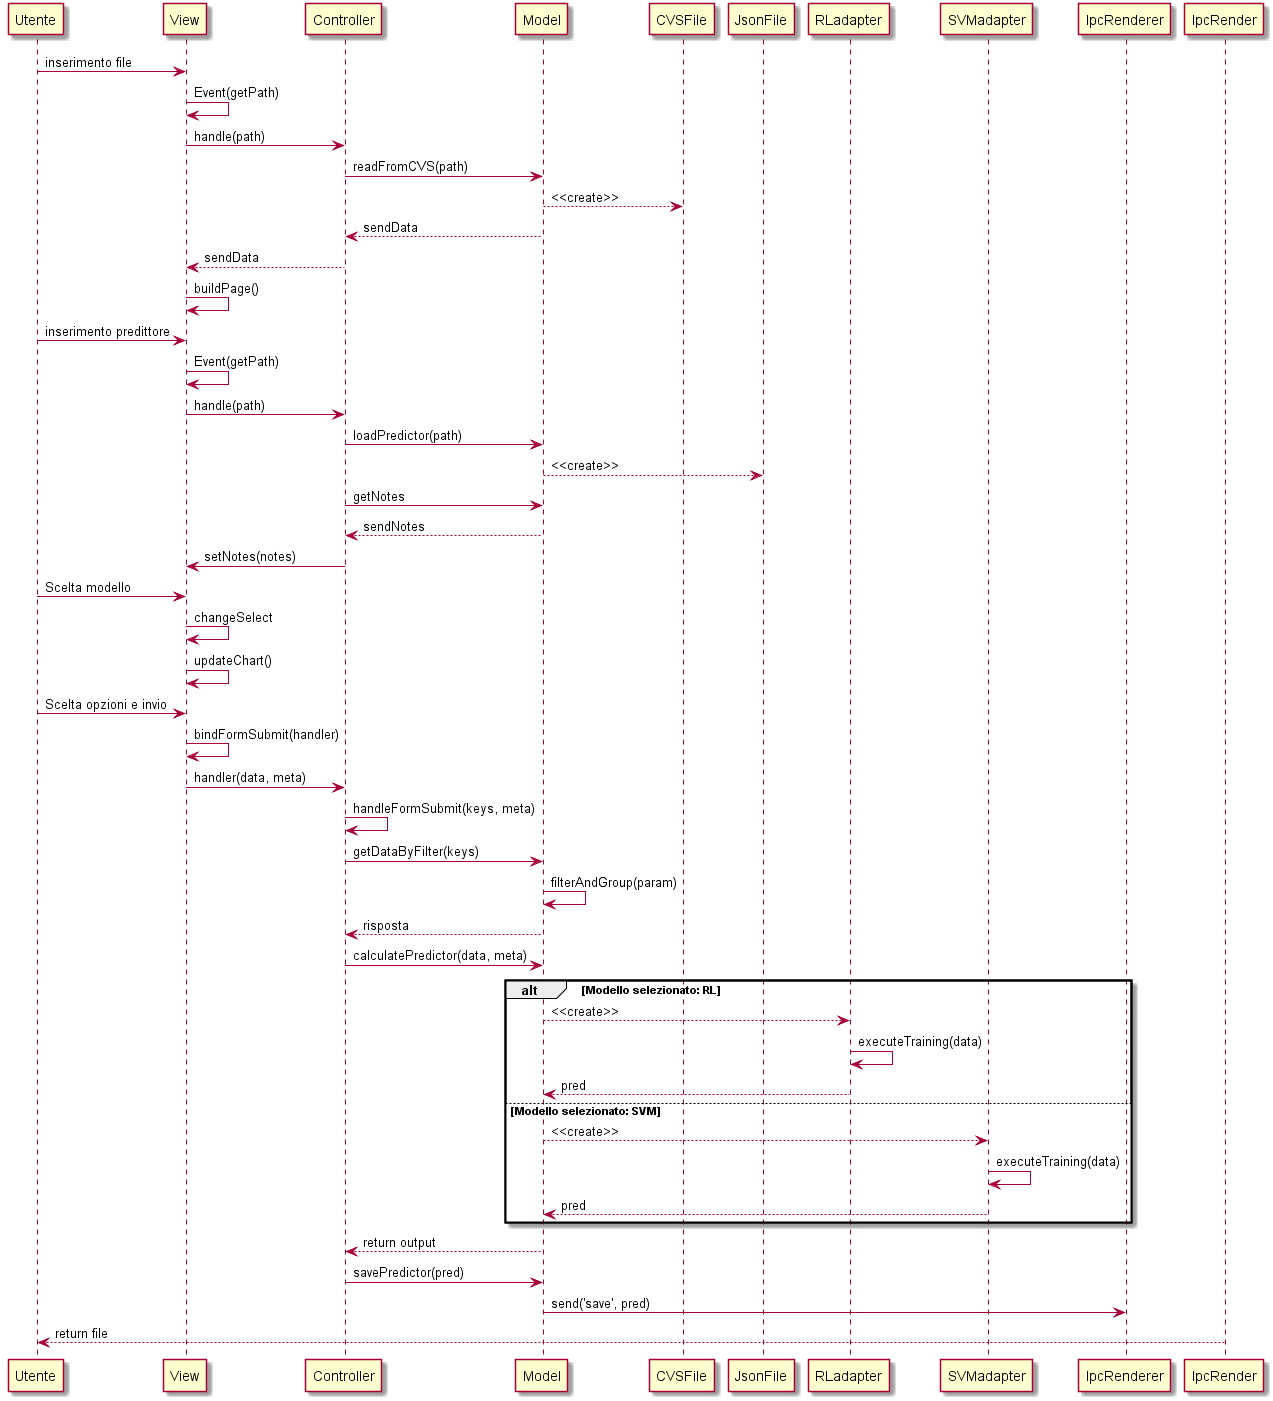 Utente View Controller Model CVSFile JsonFile RLadapter SVMadapter IpcRenderer IpcRender
inserimento file
Event(getPath)
handle(path)
readFromCVS(path)
<<create>>
sendData
sendData
buildPage()
inserimento predittore
Event(getPath)
handle(path)
loadPredictor(path)
<<create>>
getNotes
sendNotes
setNotes(notes)
Scelta modello
changeSelect
updateChart()
Scelta opzioni e invio
bindFormSubmit(handler)
handler(data, meta)
handleFormSubmit(keys, meta)
getDataByFilter(keys)
filterAndGroup(param)
risposta
calculatePredictor(data, meta)
alt [Modello selezionato: RL]
<<create>>
executeTraining(data)
pred
[Modello selezionato: SVM]
<<create>>
executeTraining(data)
pred
return output
savePredictor(pred)
send('save', pred)
return file
Utente View Controller Model CVSFile JsonFile RLadapter SVMadapter IpcRenderer IpcRender